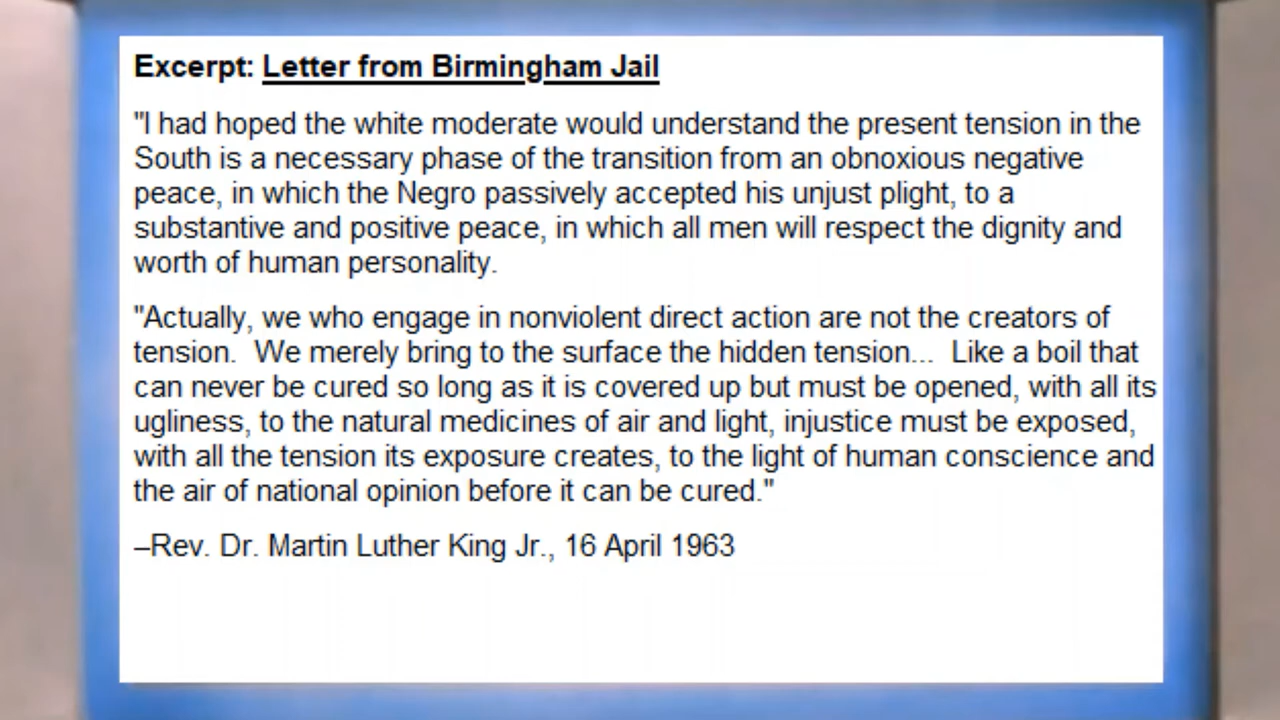 Excerpt: Letter from Birmingham Jail
"I had hoped the white moderate would understand the present tension in the
South is a necessary phase of the transition from an obnoxious negative
peace, in which the Negro passively accepted his unjust plight, to a
substantive and positive peace, in which all men will respect the dignity and
worth of human personality.
"Actually, we who engage in nonviolent direct action are not the creators of
tension.  We merely bring to the surface the hidden tension...  Like a boil that
can never be cured so long as it is covered up but must be opened, with all its
ugliness, to the natural medicines of air and light, injustice must be exposed,
with all the tension its exposure creates, to the light of human conscience and
the air of national opinion before it can be cured."
–Rev. Dr. Martin Luther King Jr., 16 April 1963